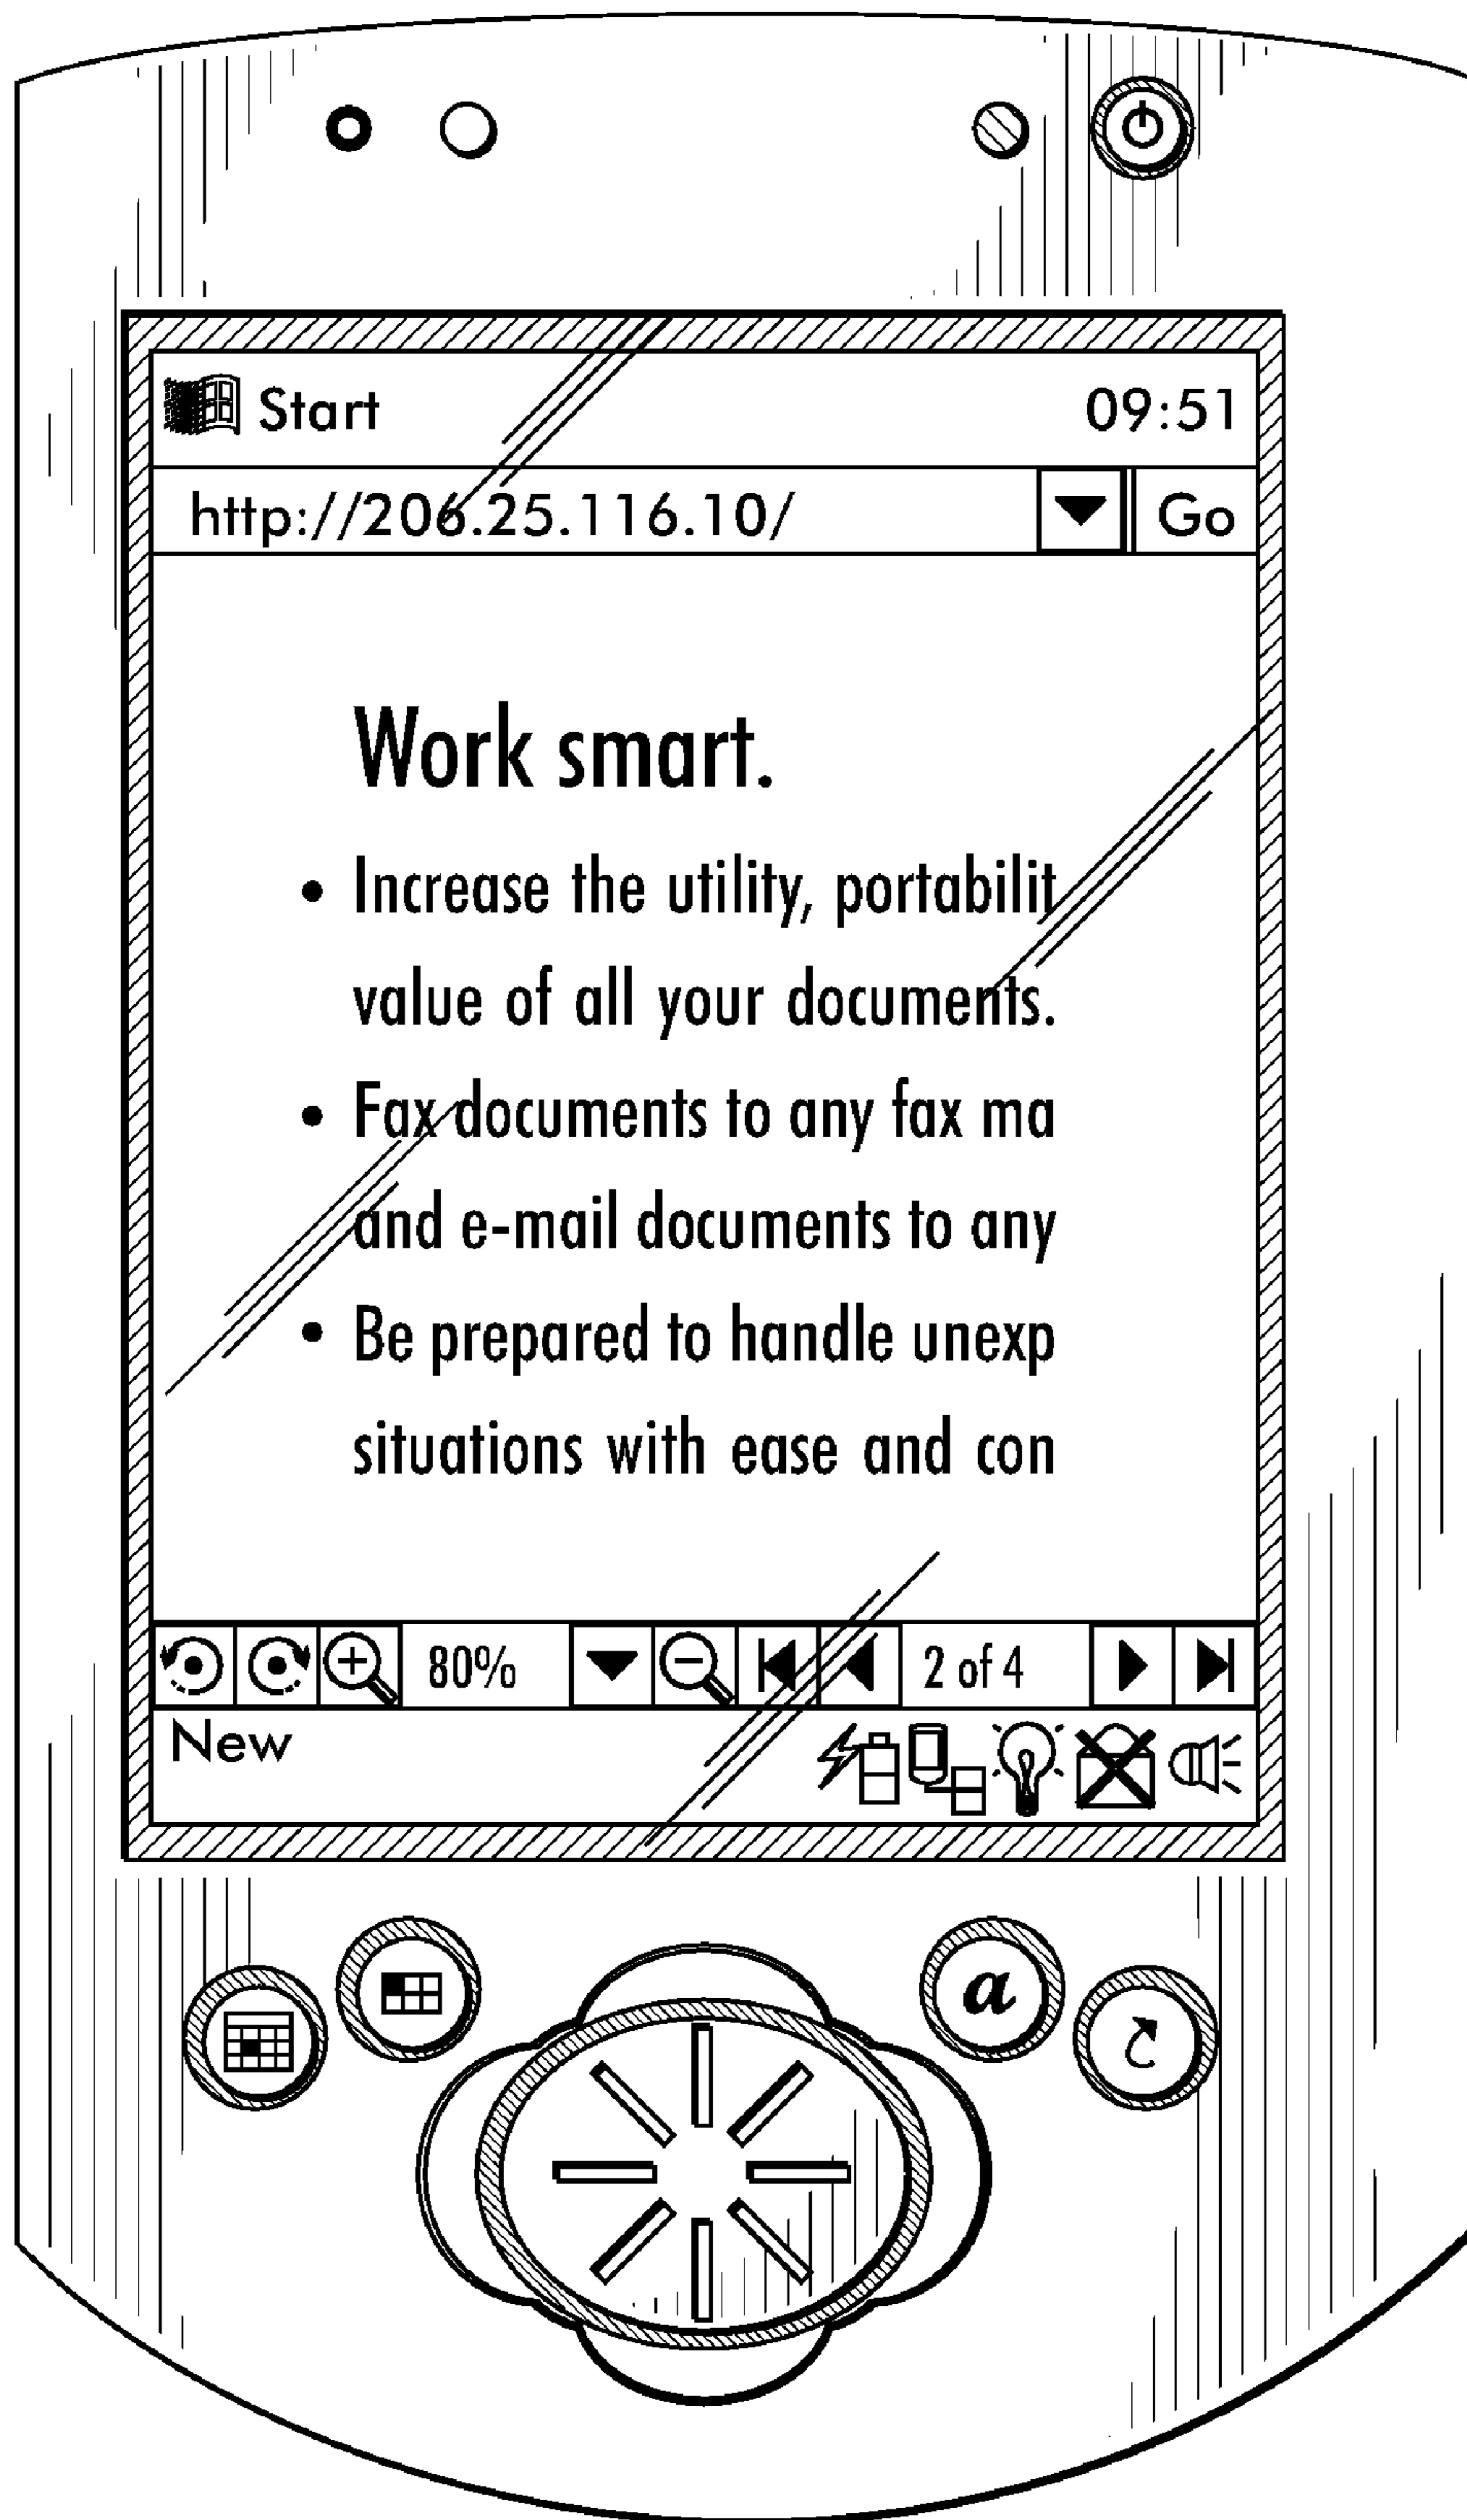 Start 09:51
http://206.25.116.10/ Go
Work smart.
• Increase the utility, portabilit
value of all your documents.
• Fax documents to any fax ma
and e-mail documents to any
• Be prepared to handle unexp
situations with ease and con
80% 2 of 4
New
a